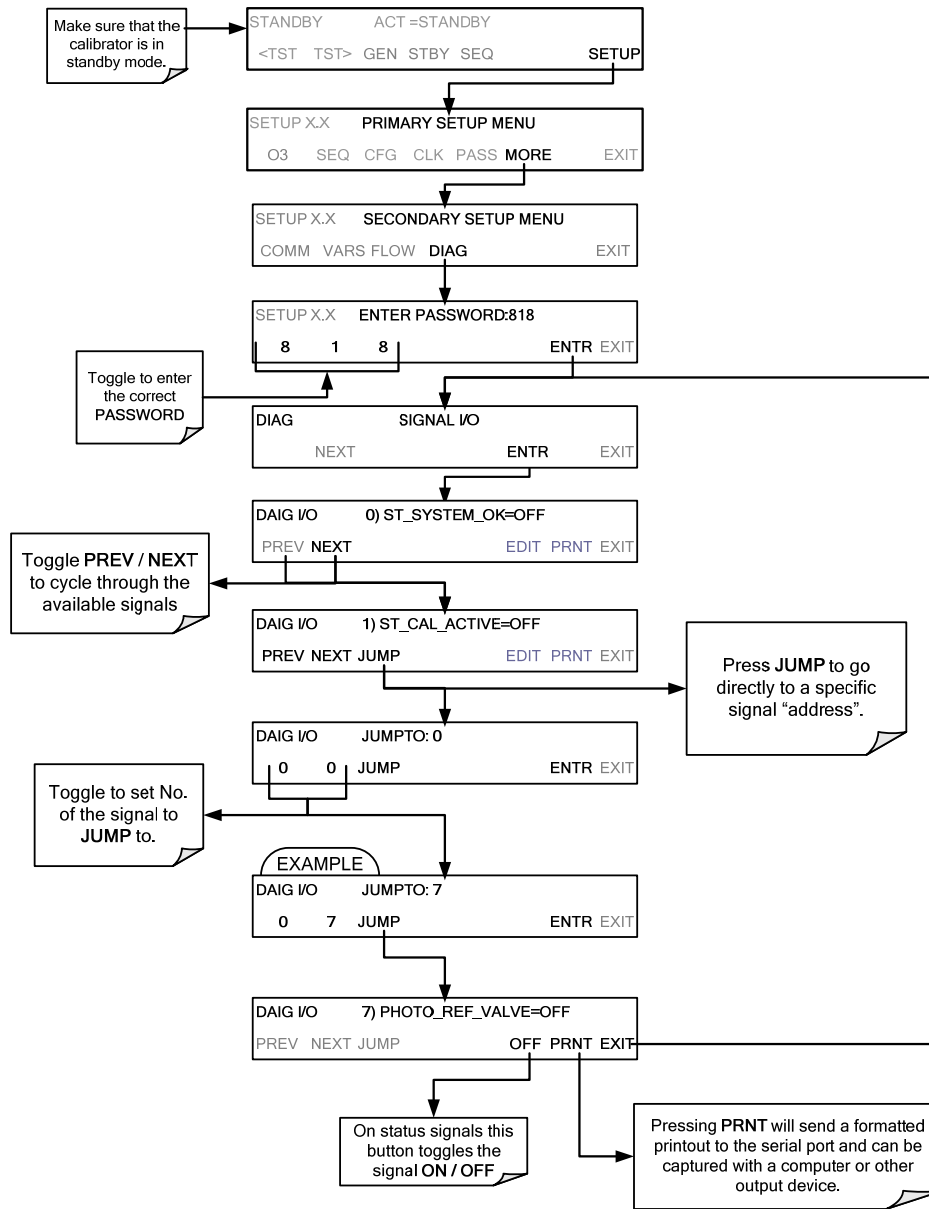 Make sure that the
calibrator is in
standby mode.
STANDBY ACT =STANDBY
<TST TST> GEN STBY SEQ SETUP
SETUP X.X PRIMARY SETUP MENU
O3 SEQ CFG CLK PASS MORE EXIT
SETUP X.X SECONDARY SETUP MENU
COMM VARS FLOW DIAG EXIT
SETUP X.X ENTER PASSWORD:818
8 1 8 ENTR EXIT
Toggle to enter
the correct
PASSWORD
DIAG SIGNAL I/O
NEXT ENTR EXIT
DAIG I/O 0) ST_SYSTEM_OK=OFF
PREV NEXT EDIT PRNT EXIT
Toggle PREV / NEXT
to cycle through the
available signals
DAIG I/O 1) ST_CAL_ACTIVE=OFF
PREV NEXT JUMP EDIT PRNT EXIT
Press JUMP to go
directly to a specific
signal “address”.
DAIG I/O JUMPTO: 0
0 0 JUMP ENTR EXIT
Toggle to set No.
of the signal to
JUMP to.
EXAMPLE
DAIG I/O JUMPTO: 7
0 7 JUMP ENTR EXIT
DAIG I/O 7) PHOTO_REF_VALVE=OFF
PREV NEXT JUMP OFF PRNT EXIT
On status signals this
button toggles the
signal ON / OFF
Pressing PRNT will send a formatted
printout to the serial port and can be
captured with a computer or other
output device.